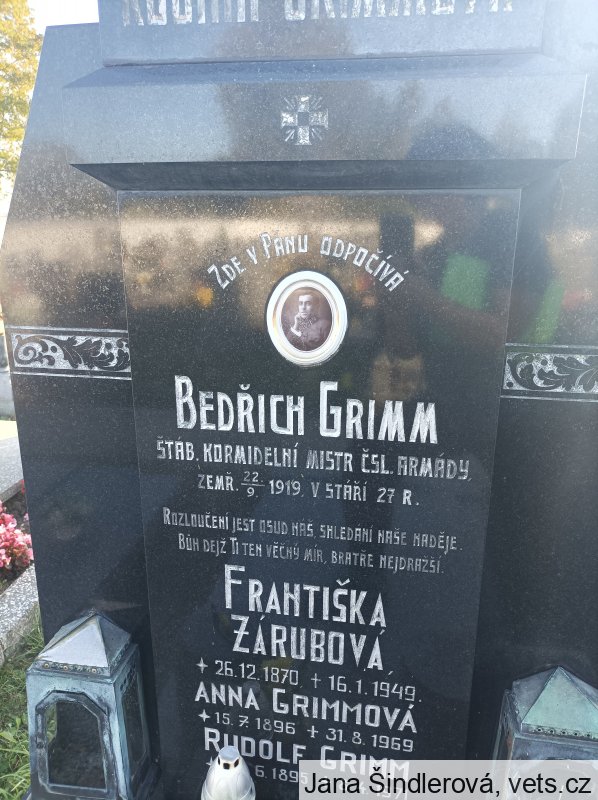 Rodina Grimmova.
Zde v Pánu odpočívá
Bedřich Grimm
štáb. kormidelní mistr čsl. armády,
zemř. 22./9. 1919, v stáří 27 r.
Rozloučení jest osud náš, shledání naše naděje.
Bůh dejž Ti ten věčný mír, bratře nejdražší.
Františka
Zárubová,
26.12.1870 + 16.1.1949.
Anna Grimmová
15.7.1896 + 31.8.1969
Rudolf Grimm
Jana Šindlerová, vets.cz